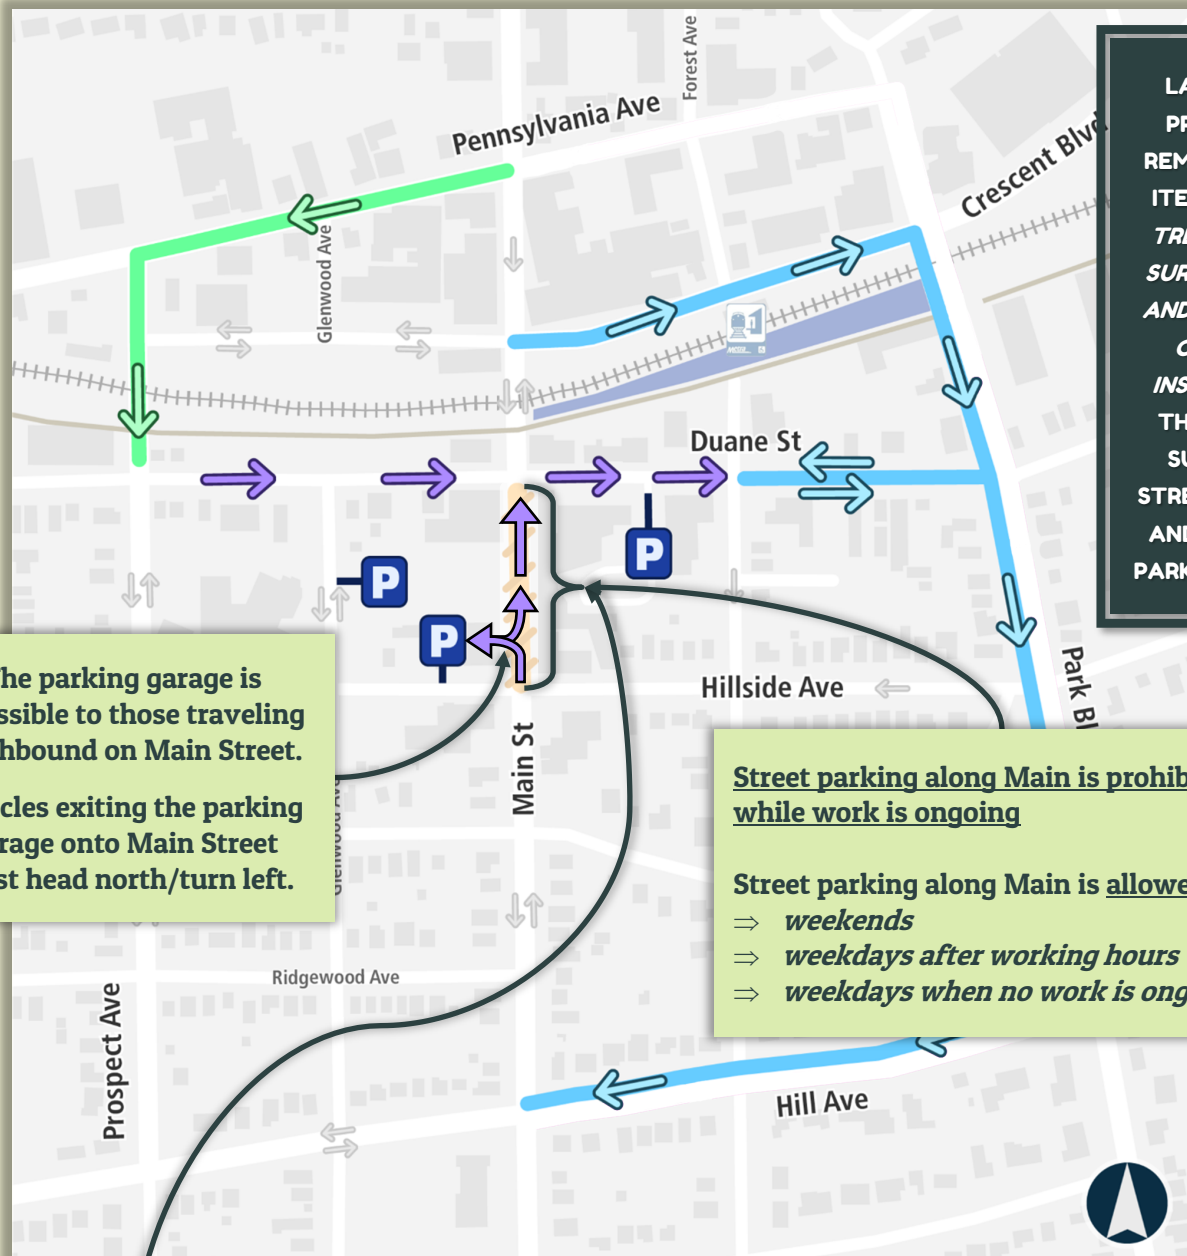 Forest Ave
Pennsylvania Ave
Crescent Blvd
Glenwood Ave
Duane St
P
P
P
Hillside Ave
Park Bl
Main St
he parking garage is
ssible to those traveling
hbound on Main Street.
cles exiting the parking
rage onto Main Street
st head north/turn left.
Glenwood Ave
Street parking along Main is prohib
while work is ongoing
Street parking along Main is allowe
⇒ weekends
⇒ weekdays after working hours
⇒ weekdays when no work is ong
Ridgewood Ave
Prospect Ave
Hill Ave
LA
PR
REM
ITE
TRE
SUR
AND
C
INS
TH
SU
STRE
AND
PARK